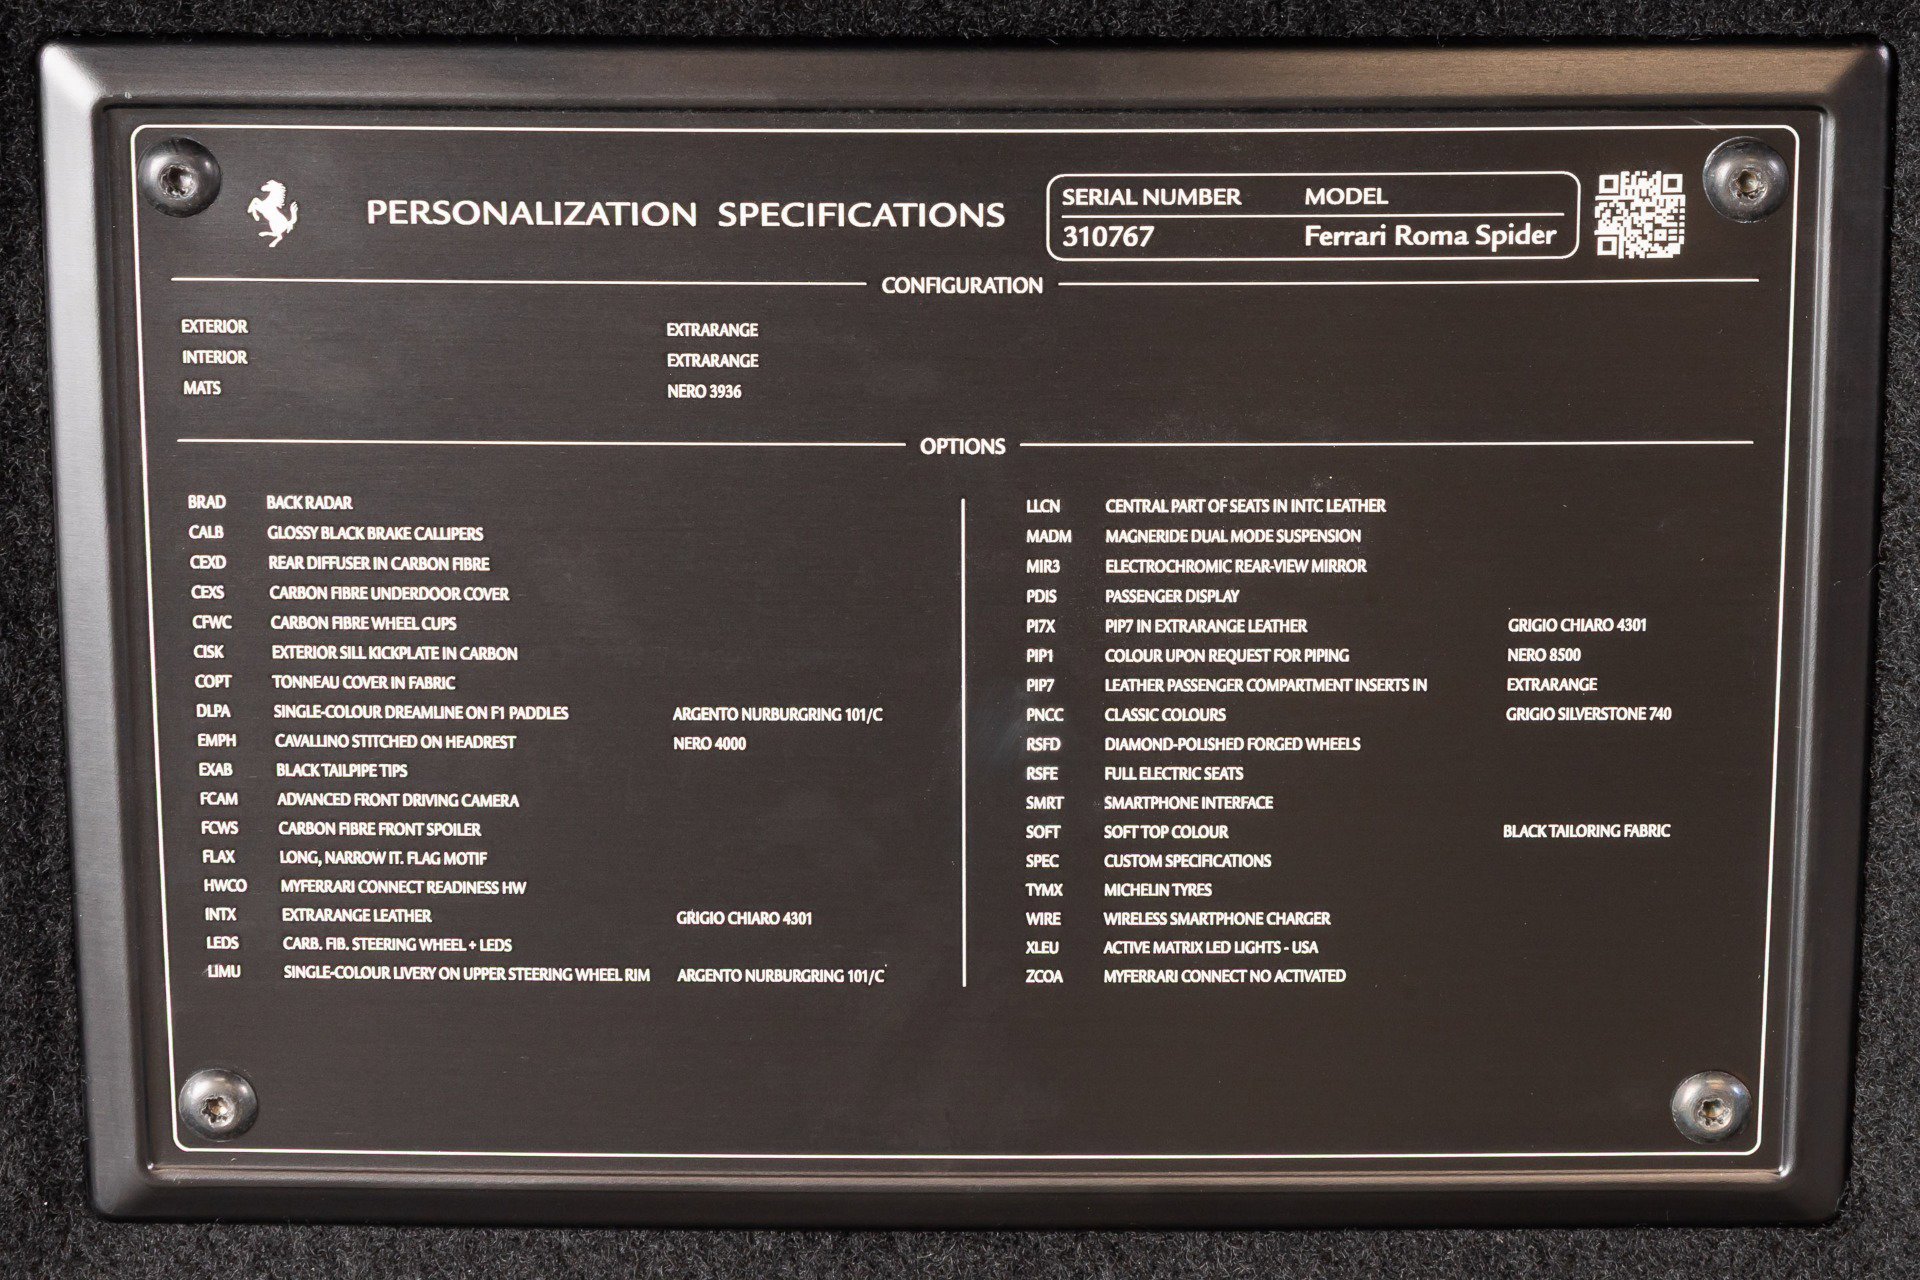 PERSONALIZATION SPECIFICATIONS
SERIAL NUMBER MODEL
310767 Ferrari Roma Spider
CONFIGURATION
EXTERIOR EXTRARANGE
INTERIOR EXTRARANGE
MATS NERO 3936
OPTIONS
BRAD BACK RADAR
CALB GLOSSY BLACK BRAKE CALLIPERS
CEXD REAR DIFFUSER IN CARBON FIBRE
CEXS CARBON FIBRE UNDERDOOR COVER
CFWC CARBON FIBRE WHEEL CUPS
CISK EXTERIOR SILL KICKPLATE IN CARBON
COPT TONNEAU COVER IN FABRIC
DLPA SINGLE-COLOUR DREAMLINE ON F1 PADDLES ARGENTO NURBURGRING 101/C
EMPH CAVALLINO STITCHED ON HEADREST NERO 4000
EXAB BLACK TAILPIPE TIPS
FCAM ADVANCED FRONT DRIVING CAMERA
FCWS CARBON FIBRE FRONT SPOILER
FLAX LONG, NARROW IT. FLAG MOTIF
HWCO MYFERRARI CONNECT READINESS HW
INTX EXTRARANGE LEATHER GRIGIO CHIARO 4301
LEDS CARB. FIB. STEERING WHEEL + LEDS
LIMU SINGLE-COLOUR LIVERY ON UPPER STEERING WHEEL RIM ARGENTO NURBURGRING 101/C
LLCN CENTRAL PART OF SEATS IN INTC LEATHER
MADM MAGNERIDE DUAL MODE SUSPENSION
MIR3 ELECTROCHROMIC REAR-VIEW MIRROR
PDIS PASSENGER DISPLAY
PI7X PIP7 IN EXTRARANGE LEATHER GRIGIO CHIARO 4301
PIP1 COLOUR UPON REQUEST FOR PIPING NERO 8500
PIP7 LEATHER PASSENGER COMPARTMENT INSERTS IN EXTRARANGE
PNCC CLASSIC COLOURS GRIGIO SILVERSTONE 740
RSFD DIAMOND-POLISHED FORGED WHEELS
RSFE FULL ELECTRIC SEATS
SMRT SMARTPHONE INTERFACE
SOFT SOFT TOP COLOUR BLACK TAILORING FABRIC
SPEC CUSTOM SPECIFICATIONS
TYMX MICHELIN TYRES
WIRE WIRELESS SMARTPHONE CHARGER
XLEU ACTIVE MATRIX LED LIGHTS - USA
ZCOA MYFERRARI CONNECT NO ACTIVATED